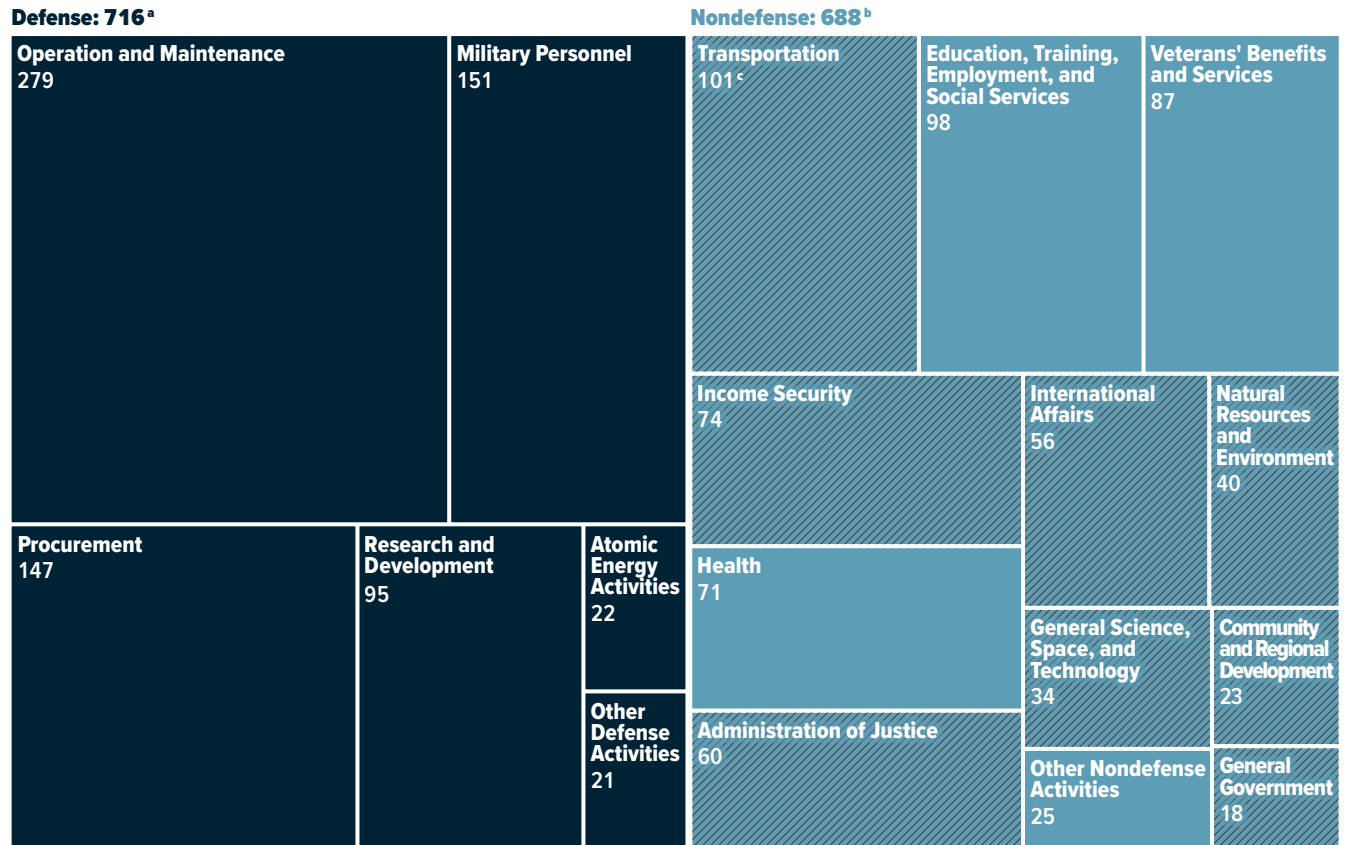 Defense: 716 a
Nondefense: 688 b
Operation and Maintenance
279
Military Personnel
151
Procurement
147
Research and
Development
95
Atomic
Energy
Activities
22
Other
Defense
Activities
21
Transportation
101 c
Education, Training,
Employment, and
Social Services
98
Veterans' Benefits
and Services
87
Income Security
74
International
Affairs
56
Natural
Resources
and
Environment
40
Health
71
General Science,
Space, and
Technology
34
Community
and Regional
Development
23
Administration of Justice
60
Other Nondefense
Activities
25
General
Government
18